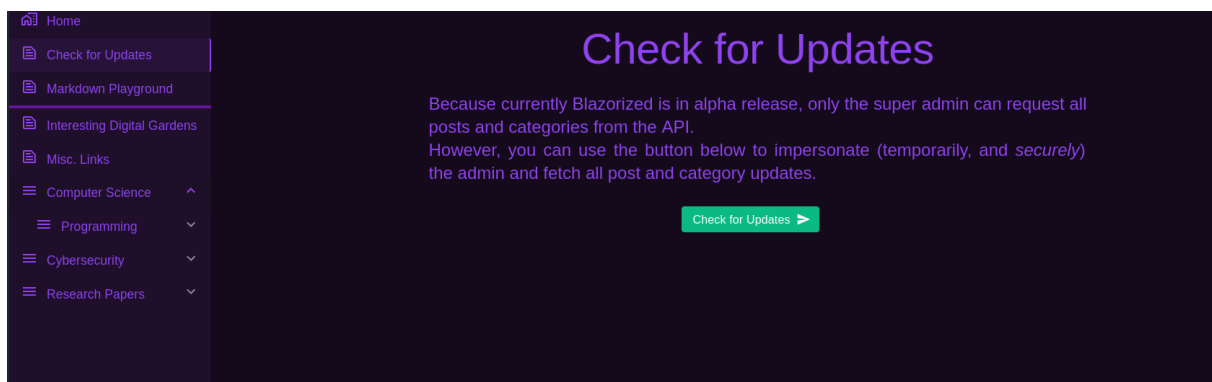 Home
Check for Updates
Markdown Playground
Interesting Digital Gardens
Misc. Links
Computer Science
Programming
Cybersecurity
Research Papers
Check for Updates
Because currently Blazorized is in alpha release, only the super admin can request all
posts and categories from the API.
However, you can use the button below to impersonate (temporarily, and securely)
the admin and fetch all post and category updates.
Check for Updates